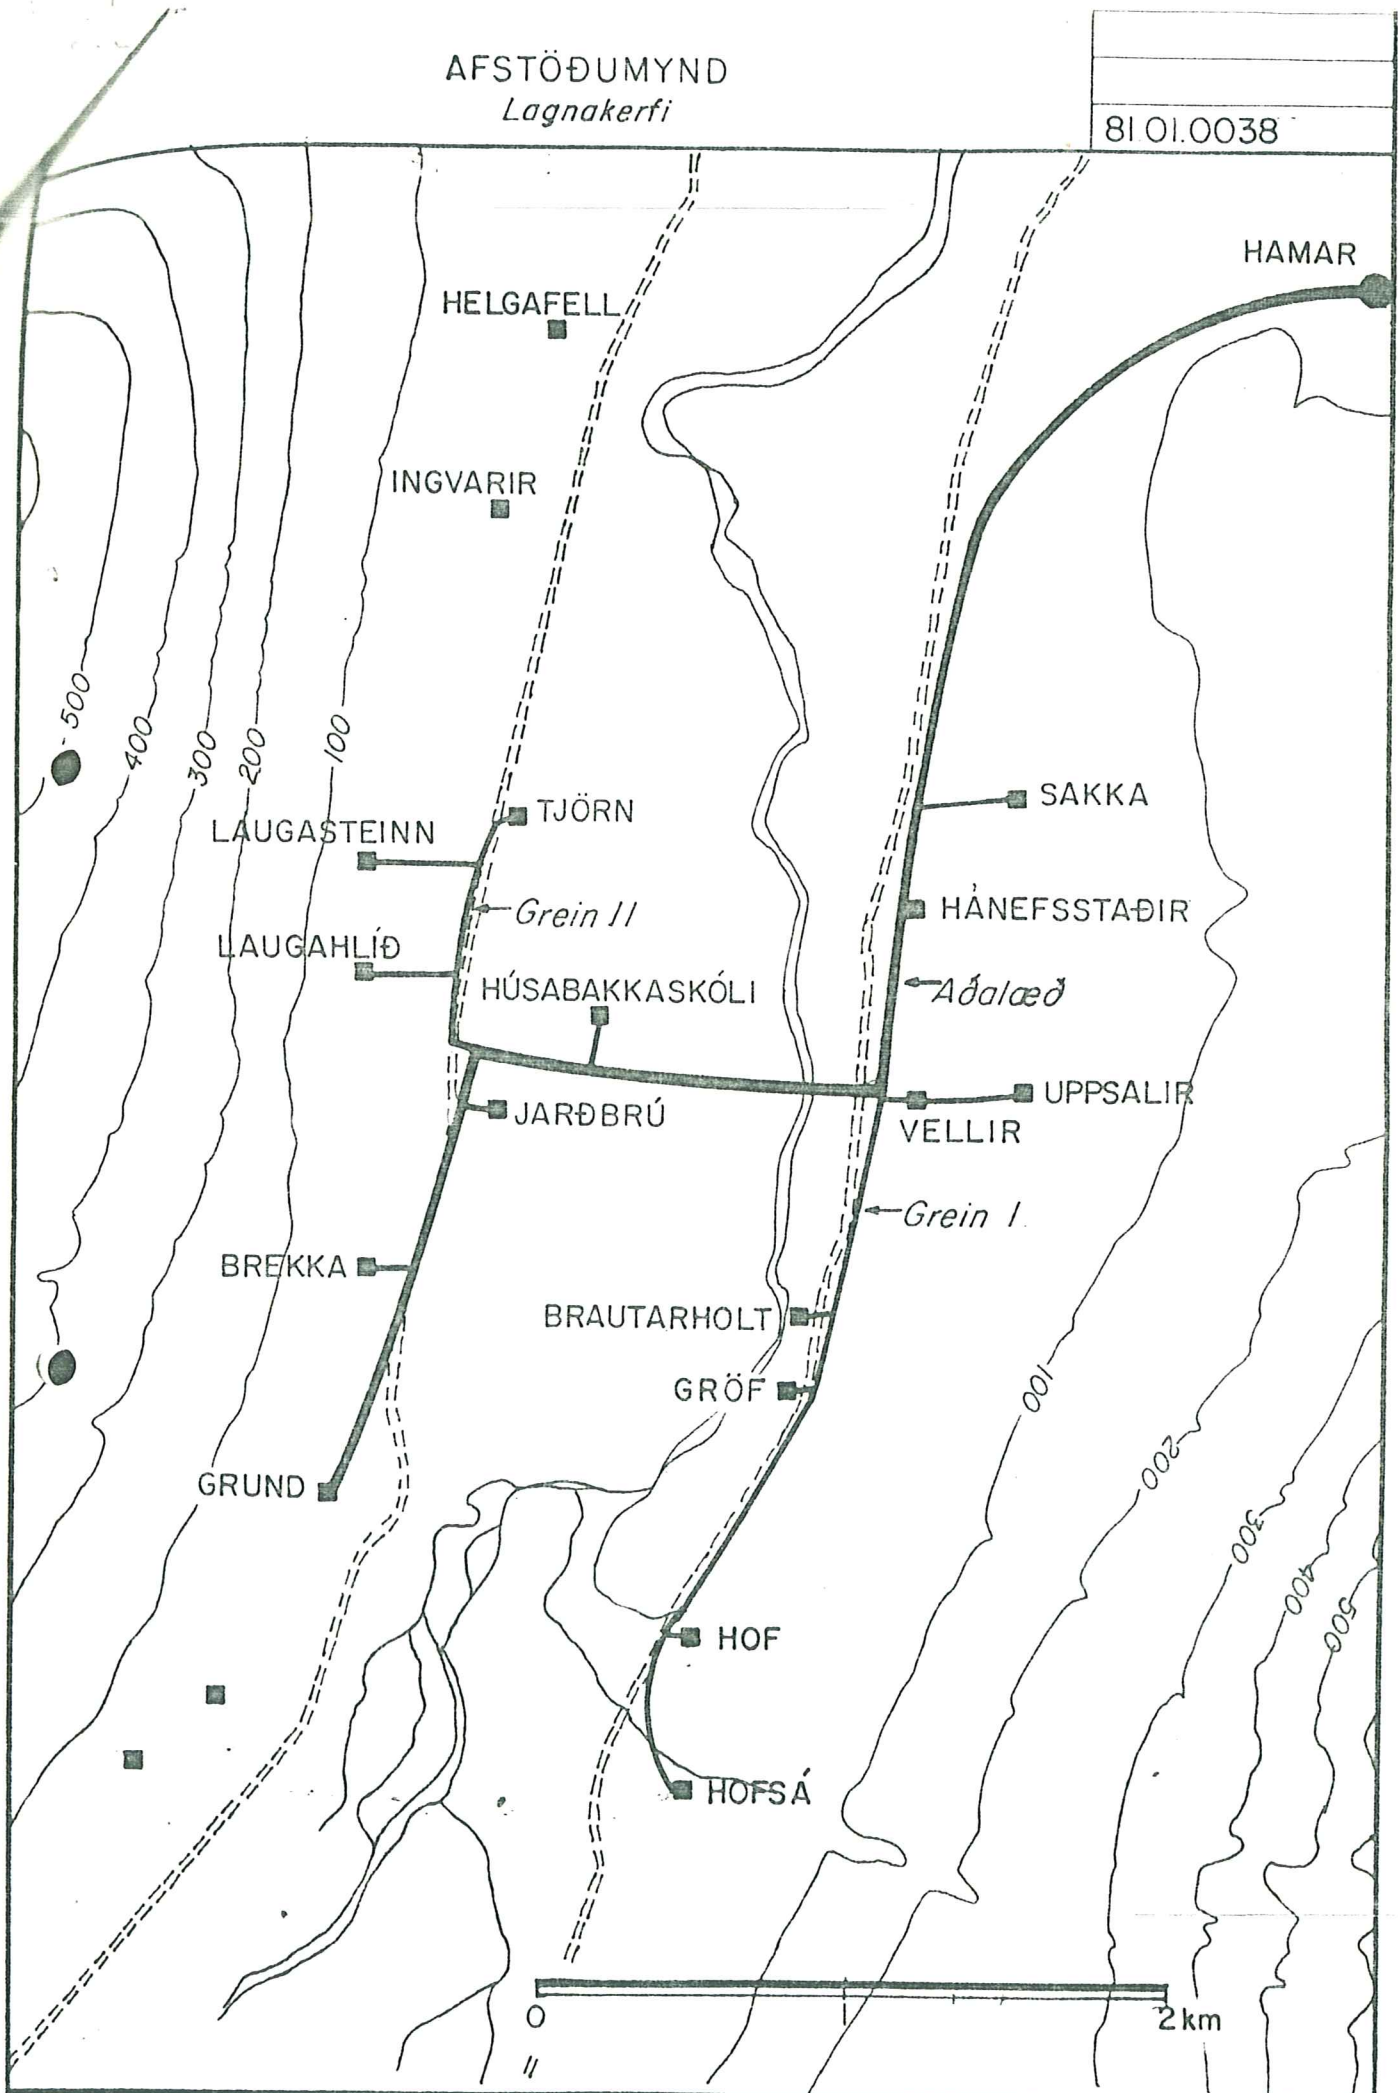 AFSTÖÐUMYND
Lagnakerfi
81.01.0038
HAMAR
HELGAFELL
INGVARIR
500
400
300
200
100
TJÖRN
SAKKA
LAUGASTEINN
Grein II
HÁNEFSSTAÐIR
LAUGAHLÍÐ
HÚSABAKKASKÓLI
Aðalæð
JARÐBRÚ
UPPSALIR
VELLIR
Grein I
BREKKA
BRAUTARHOLT
GRÖF
100
200
GRUND
300
400
500
HOF
HOFSÁ
0
2 km